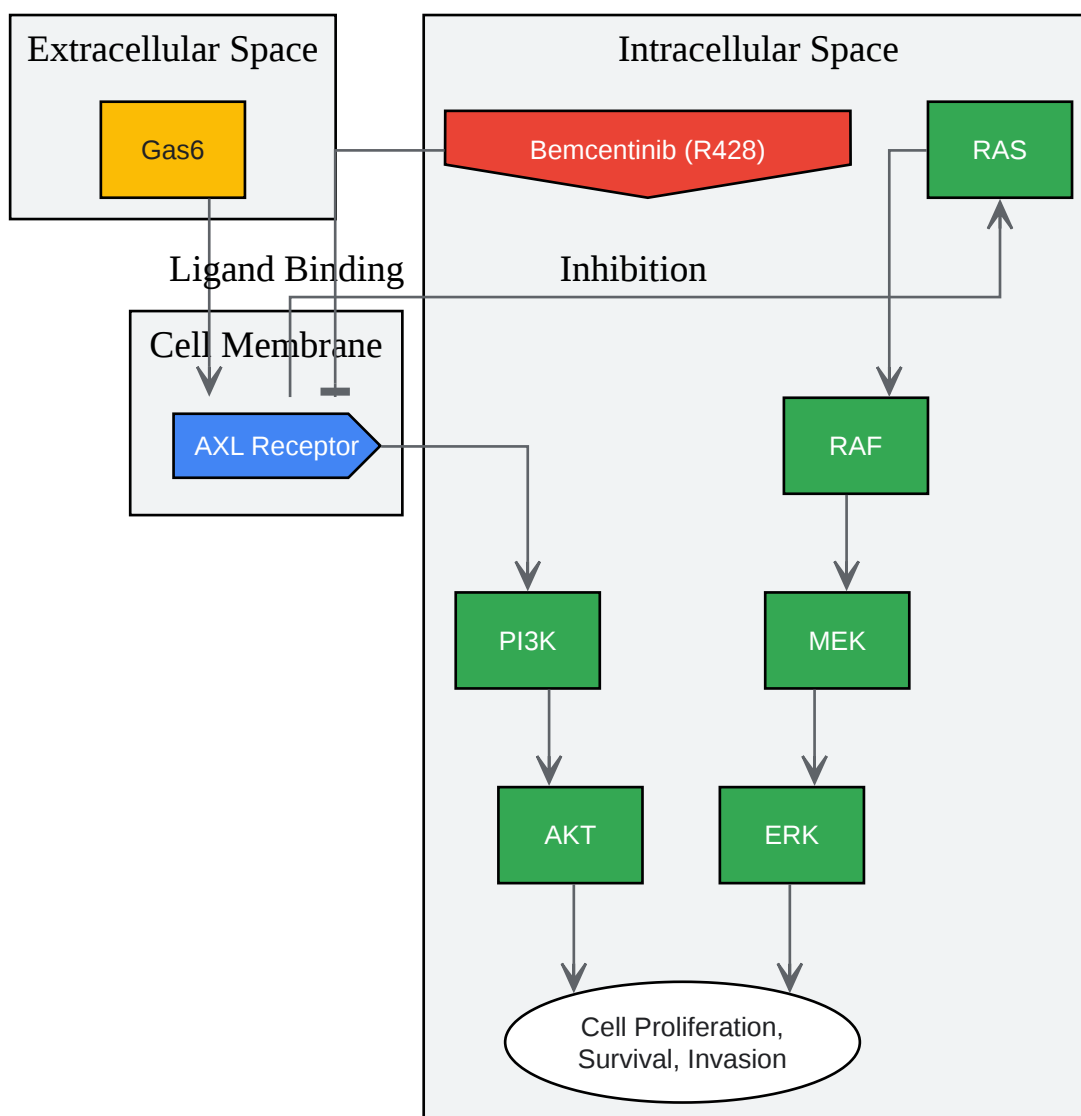 Extracellular Space
Intracellular Space
Gas6
Bemcentinib (R428)
RAS
Ligand Binding
Inhibition
Cell Membrane
AXL Receptor
RAF
PI3K
MEK
AKT
ERK
Cell Proliferation,
Survival, Invasion